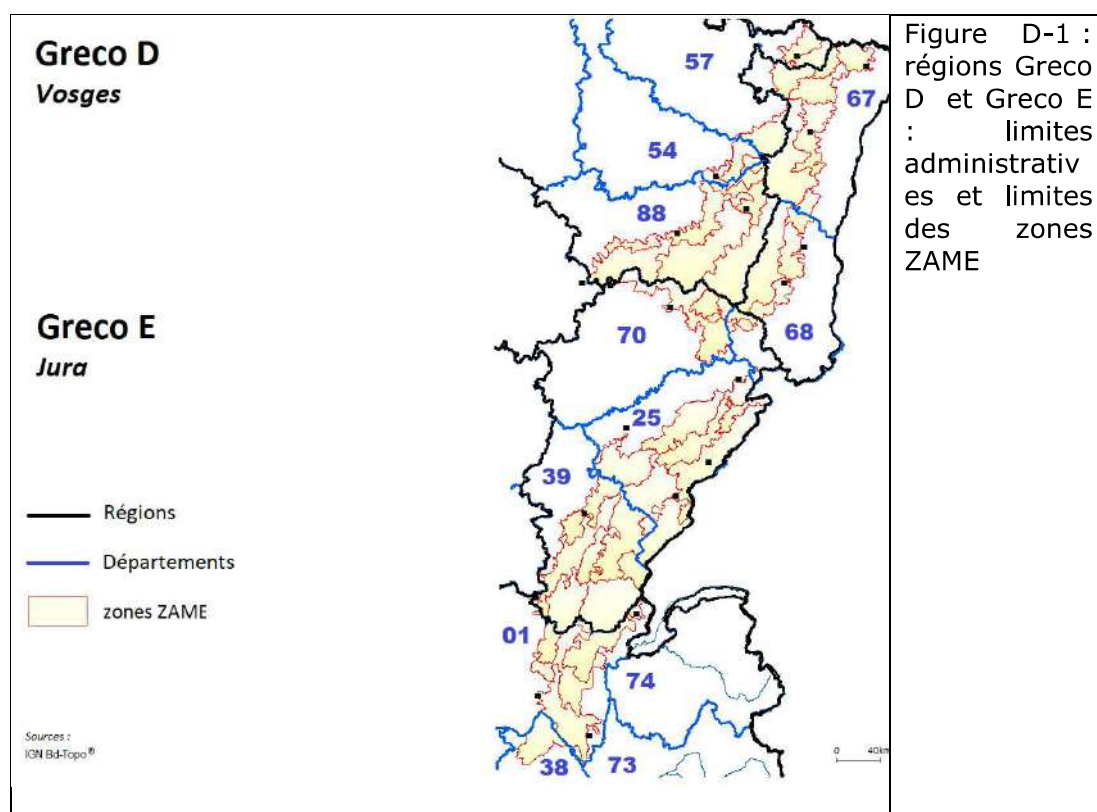 Greco D
Vosges
57
67
54
88
Greco E
Jura
70
68
25
39
Régions
Départements
zones ZAME
01
74
Sources :
IGN Bd-Topo®
38
73
0 40km
Figure D-1 :
régions Greco
D et Greco E
: limites
administrativ
es et limites
des zones
ZAME